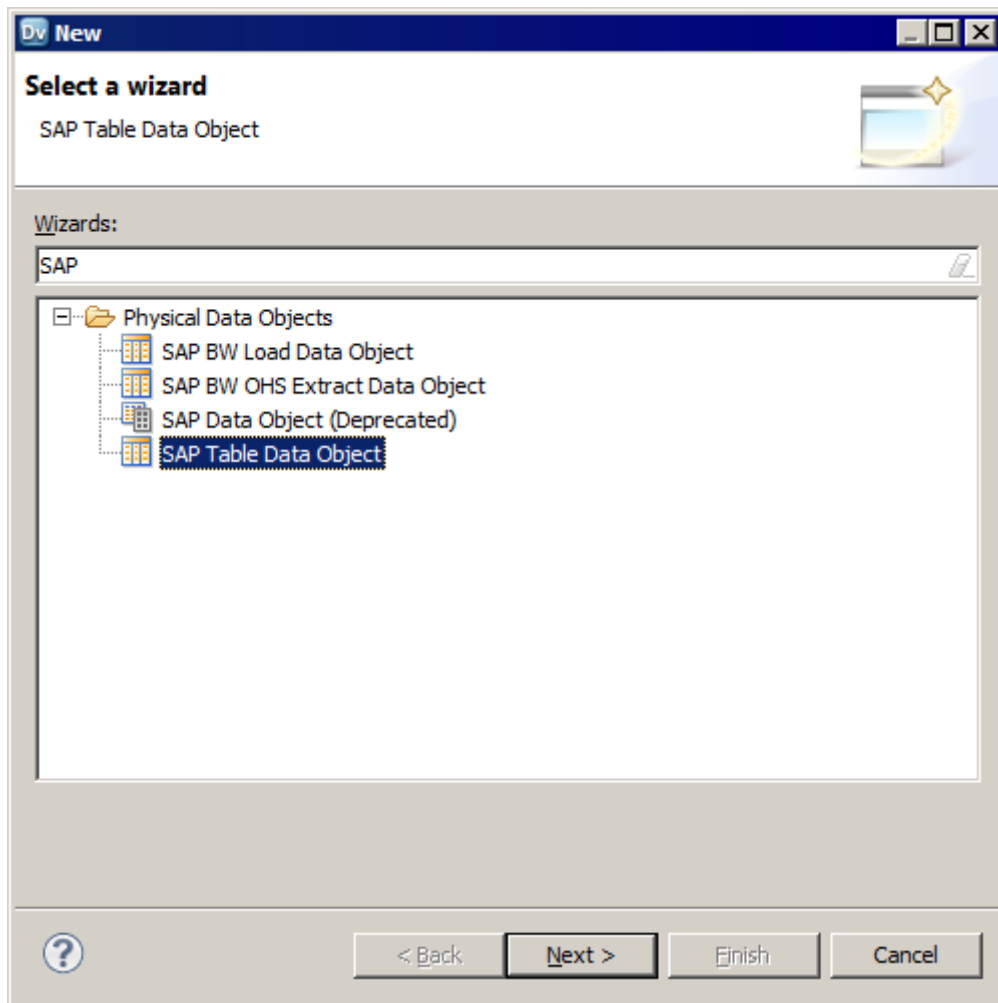 Dv New
Select a wizard
SAP Table Data Object
Wizards:
SAP
Physical Data Objects
SAP BW Load Data Object
SAP BW OHS Extract Data Object
SAP Data Object (Deprecated)
SAP Table Data Object
? < Back Next > Finish Cancel